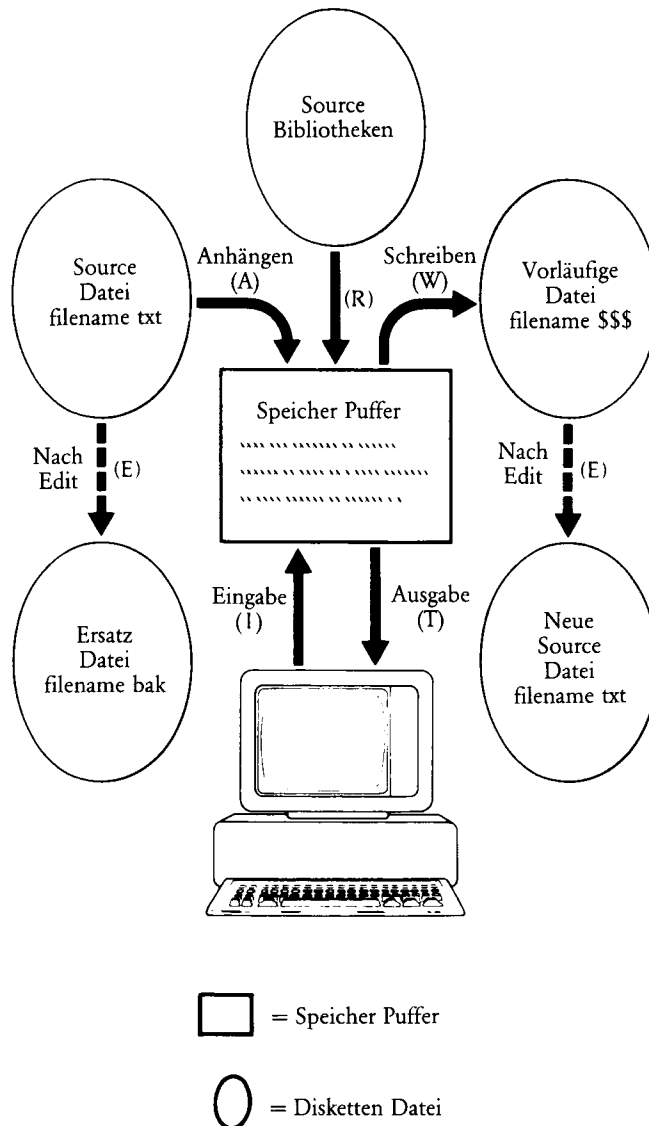 Source
Bibliotheken
Source
Datei
filename txt
Anhängen
(A)
(R)
Schreiben
(W)
Vorläufige
Datei
filename $$$
Speicher Puffer
Nach
Edit
(E)
Nach
Edit
(E)
Eingabe
(I)
Ausgabe
(T)
Ersatz
Datei
filename bak
Neue
Source
Datei
filename txt
= Speicher Puffer
= Disketten Datei